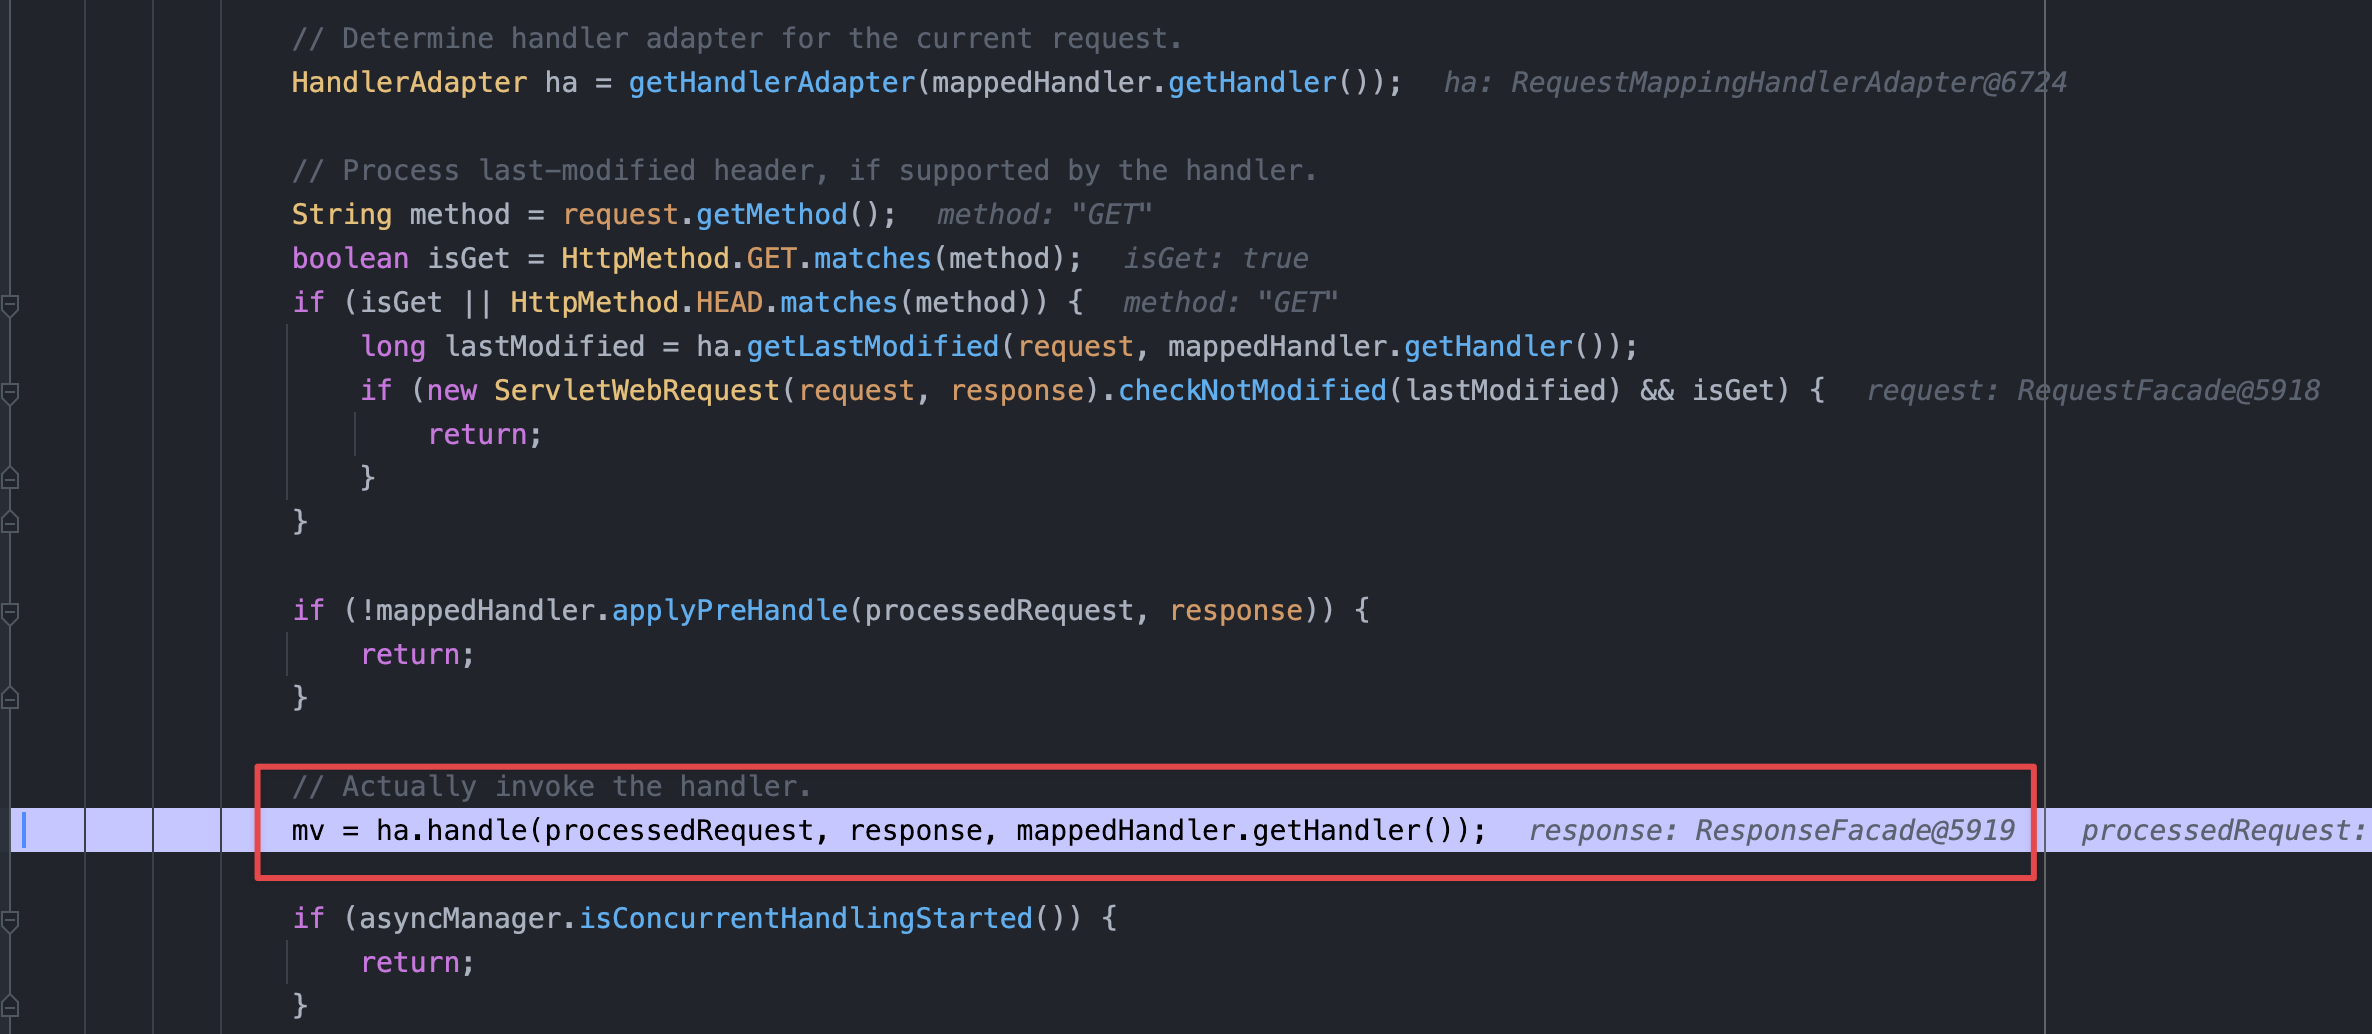 // Determine handler adapter for the current request.
HandlerAdapter ha = getHandlerAdapter(mappedHandler.getHandler());   ha: RequestMappingHandlerAdapter@6724
// Process last-modified header, if supported by the handler.
String method = request.getMethod();   method: "GET"
boolean isGet = HttpMethod.GET.matches(method);   isGet: true
if (isGet || HttpMethod.HEAD.matches(method)) {   method: "GET"
long lastModified = ha.getLastModified(request, mappedHandler.getHandler());
if (new ServletWebRequest(request, response).checkNotModified(lastModified) && isGet) {   request: RequestFacade@5918
return;
}
}
if (!mappedHandler.applyPreHandle(processedRequest, response)) {
return;
}
// Actually invoke the handler.
mv = ha.handle(processedRequest, response, mappedHandler.getHandler());   response: ResponseFacade@5919   processedRequest:
if (asyncManager.isConcurrentHandlingStarted()) {
return;
}